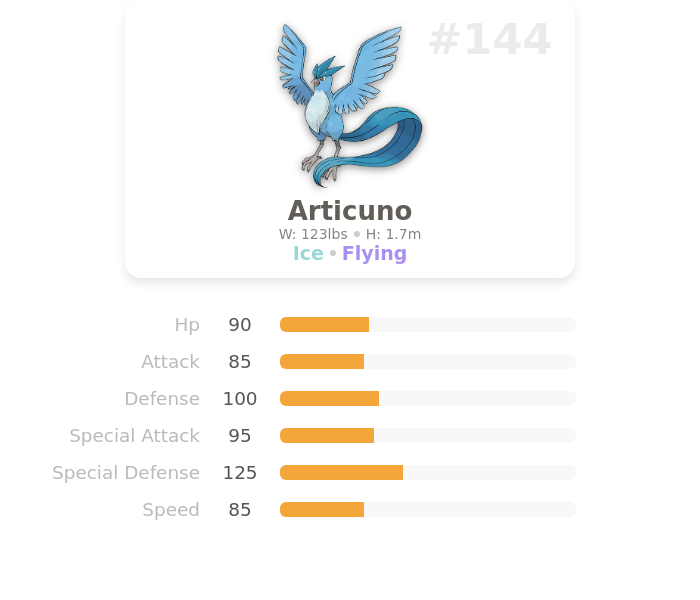 #144
Articuno
W: 123lbs • H: 1.7m
Ice • Flying
Hp 90
Attack 85
Defense 100
Special Attack 95
Special Defense 125
Speed 85